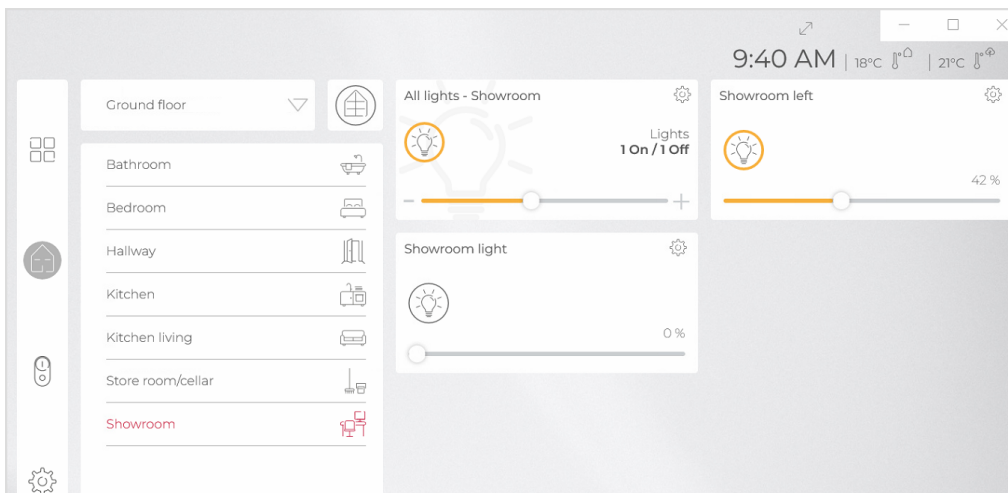 9:40 AM | 18°C | 21°C
Ground floor
Bathroom
Bedroom
Hallway
Kitchen
Kitchen living
Store room/cellar
Showroom
All lights - Showroom
Lights
1 On / 1 Off
Showroom left
42 %
Showroom light
0 %